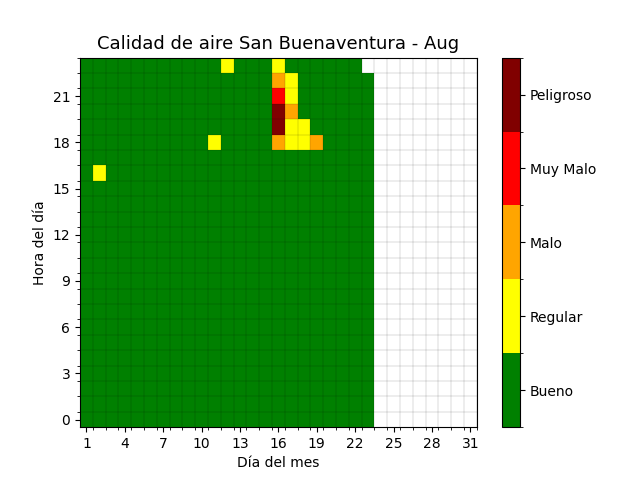 Calidad de aire San Buenaventura - Aug
Hora del día
21
18
15
12
9
6
3
0
1 4 7 10 13 16 19 22 25 28 31
Día del mes
Peligroso
Muy Malo
Malo
Regular
Bueno